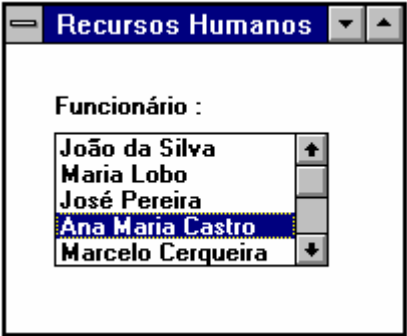 Recursos Humanos
Funcionário :
João da Silva
Maria Lobo
José Pereira
Ana Maria Castro
Marcelo Cerqueira